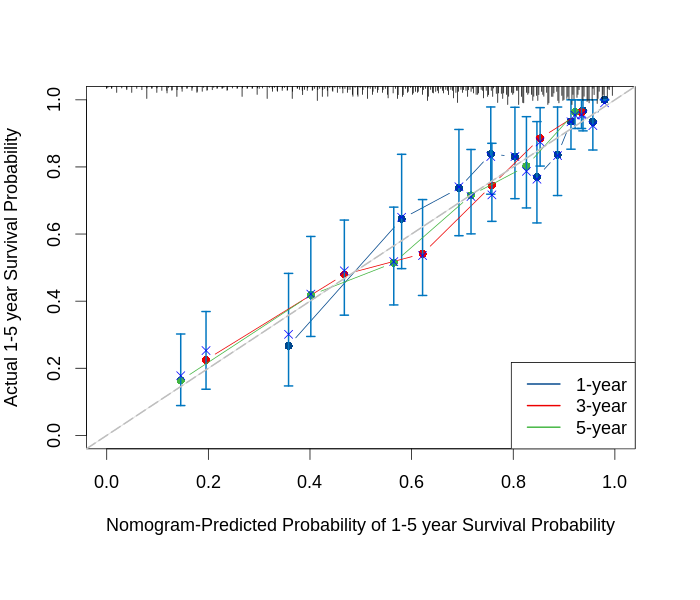 Actual 1-5 year Survival Probability
1.0
0.8
0.6
0.4
0.2
0.0
1-year
3-year
5-year
0.0 0.2 0.4 0.6 0.8 1.0
Nomogram-Predicted Probability of 1-5 year Survival Probability